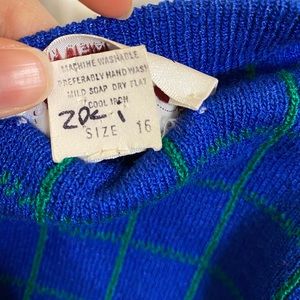 MACHINE WASHABLE
PREFERABLY HAND WASH
MILD SOAP DRY FLAT
COOL IRON
SIZE 16